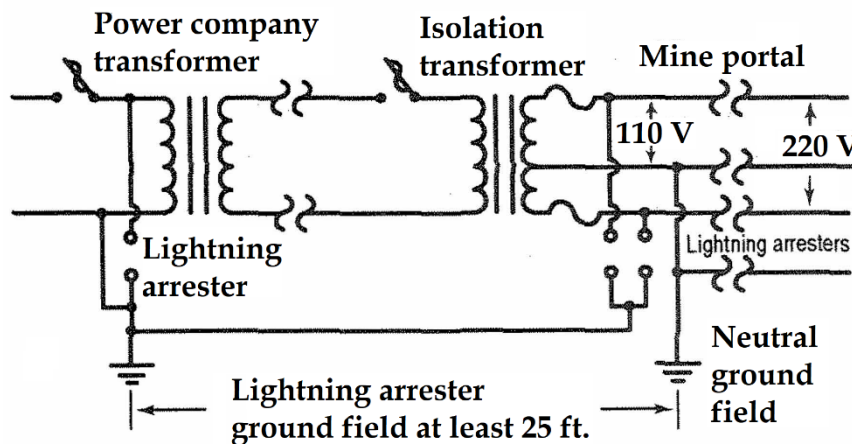 Power company
transformer
Isolation
transformer
Mine portal
110 V
220 V
Lightning
arrester
Lightning arresters
Neutral
ground
field
Lightning arrester
ground field at least 25 ft.